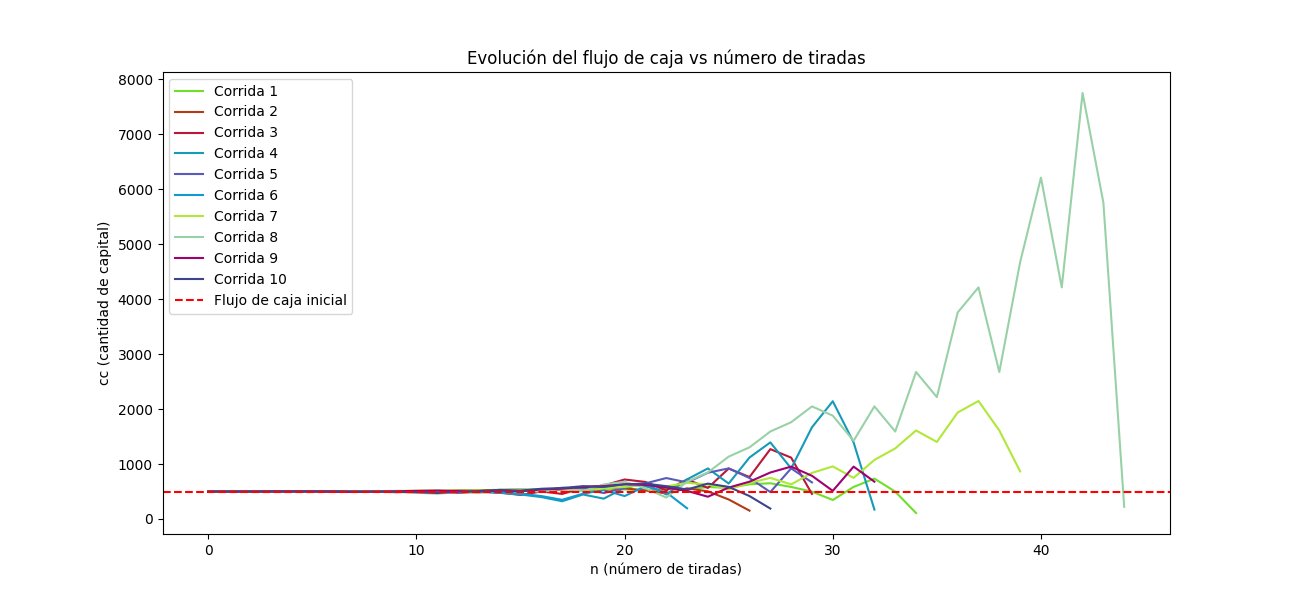 Evolución del flujo de caja vs número de tiradas
8000
7000
6000
5000
4000
3000
2000
1000
0
cc (cantidad de capital)
Corrida 1
Corrida 2
Corrida 3
Corrida 4
Corrida 5
Corrida 6
Corrida 7
Corrida 8
Corrida 9
Corrida 10
Flujo de caja inicial
0 10 20 30 40
n (número de tiradas)